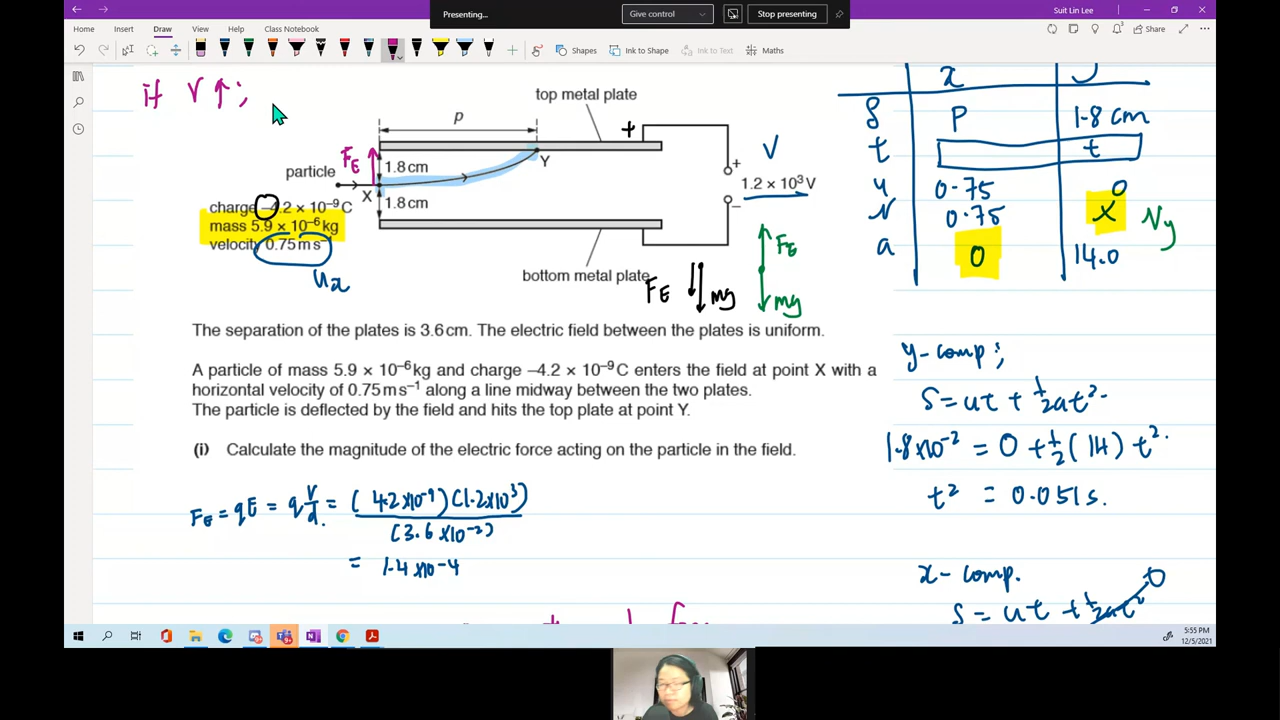 Suit Lin Lee
Presenting...
Give control
Stop presenting
Home Insert Draw View Help Class Notebook
Share
Shapes Ink to Shape Ink to Text Maths
if V ↑ ;
top metal plate
p
+
particle
FE
1.8 cm
X
Y
1.8 cm
V
+
1.2 × 10³ V
–
charge –4.2 × 10⁻⁹ C
mass 5.9 × 10⁻⁶ kg
velocity 0.75 m s⁻¹
ux
bottom metal plate
FE mg
FE
mg
x y
s P 1.8 cm
t t
u 0.75 0
v 0.75 x vy
a 0 14.0
The separation of the plates is 3.6 cm. The electric field between the plates is uniform.
A particle of mass 5.9 × 10⁻⁶ kg and charge –4.2 × 10⁻⁹ C enters the field at point X with a
horizontal velocity of 0.75 m s⁻¹ along a line midway between the two plates.
The particle is deflected by the field and hits the top plate at point Y.
(i) Calculate the magnitude of the electric force acting on the particle in the field.
FE = qE = q V/d = (4.2×10⁻⁹)(1.2×10³)
(3.6×10⁻²)
= 1.4×10⁻⁴
y-comp ;
s = ut + ½at²
1.8×10⁻² = 0 + ½(14)t²
t² = 0.051 s.
x-comp. 0
s = ut + ½at²
5:55 PM
12/5/2021